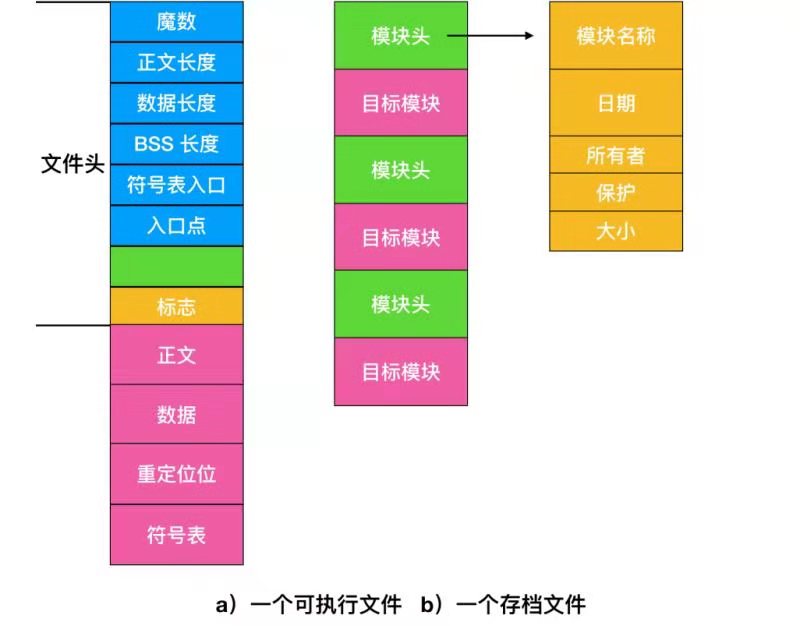 文件头
魔数
正文长度
数据长度
BSS 长度
符号表入口
入口点
标志
正文
数据
重定位位
符号表
模块头
目标模块
模块头
目标模块
模块头
目标模块
模块名称
日期
所有者
保护
大小
a）一个可执行文件 b）一个存档文件